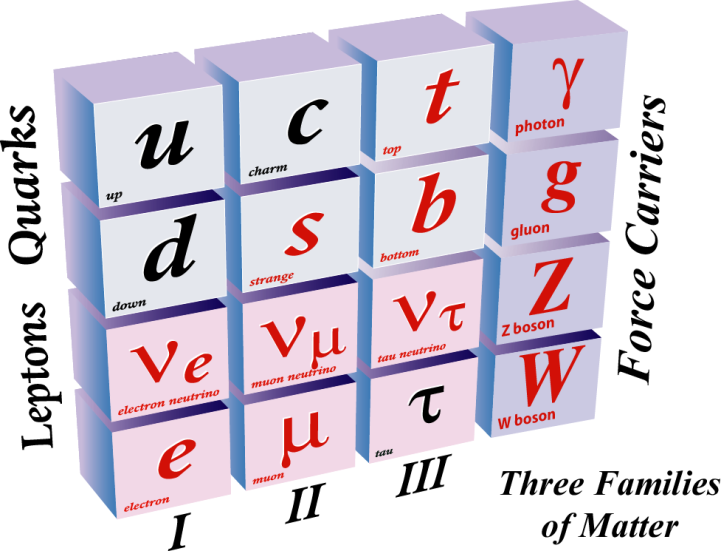 Quarks
Leptons
Force Carriers
u
up
c
charm
t
top
γ
photon
d
down
s
strange
b
bottom
g
gluon
νe
electron neutrino
νμ
muon neutrino
ντ
tau neutrino
Z
Z boson
e
electron
μ
muon
τ
tau
W
W boson
I
II
III
Three Families
of Matter